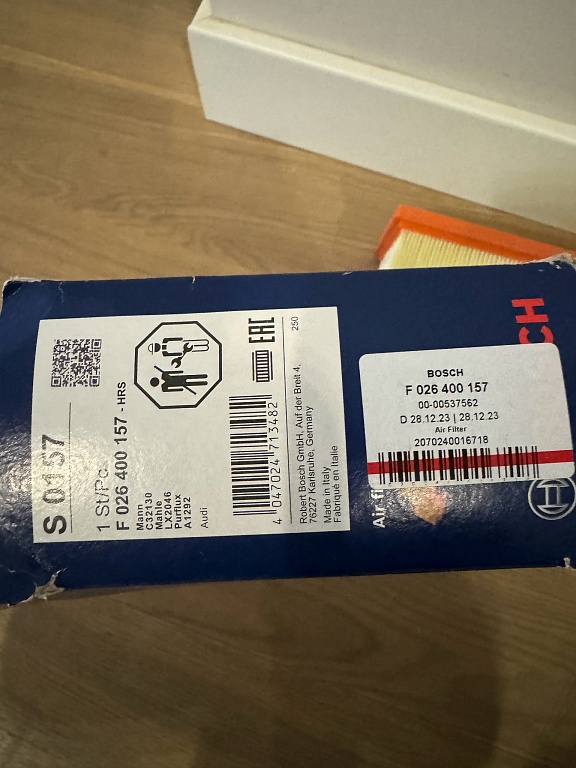 S 0157
1 St/Pc.
F 026 400 157 - HRS
Mann
C32130
Mahle
LX2046
Purflux
A1292
Audi
4 047024 713482
EAC
250
Robert Bosch GmbH, Auf der Breit 4,
76227 Karlsruhe, Germany
Made in Italy
Fabriqué en Italie
CH
BOSCH
F 026 400 157
00-00537562
D 28.12.23 | 28.12.23
Air Filter
2070240016718